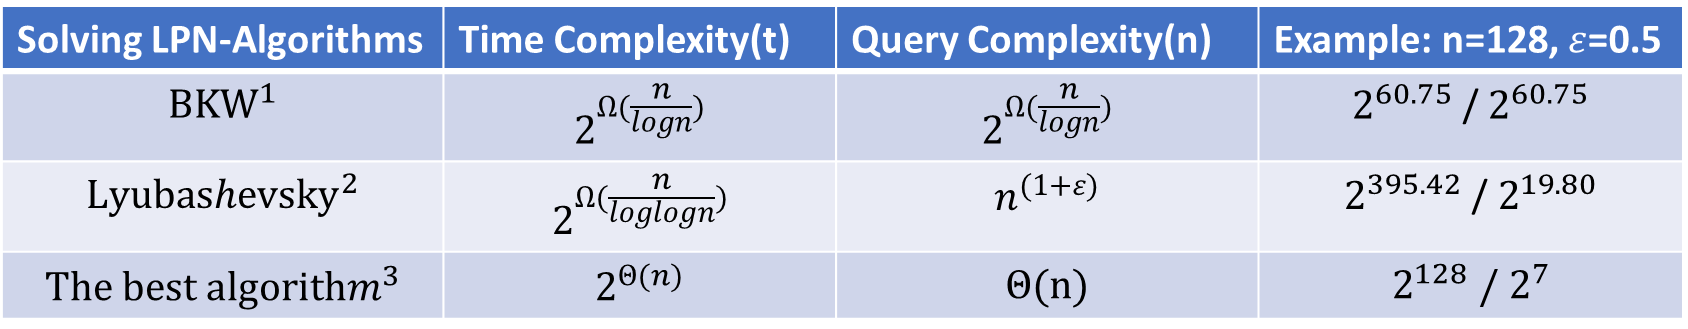 Solving LPN-Algorithms Time Complexity(t) Query Complexity(n) Example: n=128, ε=0.5
BKW¹ 2^Ω(n/logn) 2^Ω(n/logn) 2^60.75 / 2^60.75
Lyubashevsky² 2^Ω(n/loglogn) n^(1+ε) 2^395.42 / 2^19.80
The best algorithm³ 2^Θ(n) Θ(n) 2^128 / 2^7